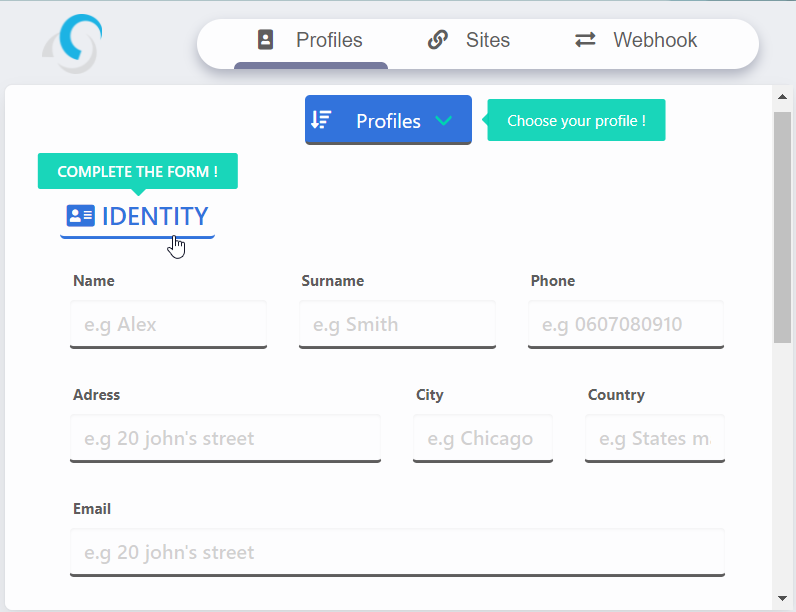 Profiles Sites Webhook
Profiles Choose your profile !
COMPLETE THE FORM !
IDENTITY
Name Surname Phone
e.g Alex e.g Smith e.g 0607080910
Adress City Country
e.g 20 john's street e.g Chicago e.g States m
Email
e.g 20 john's street